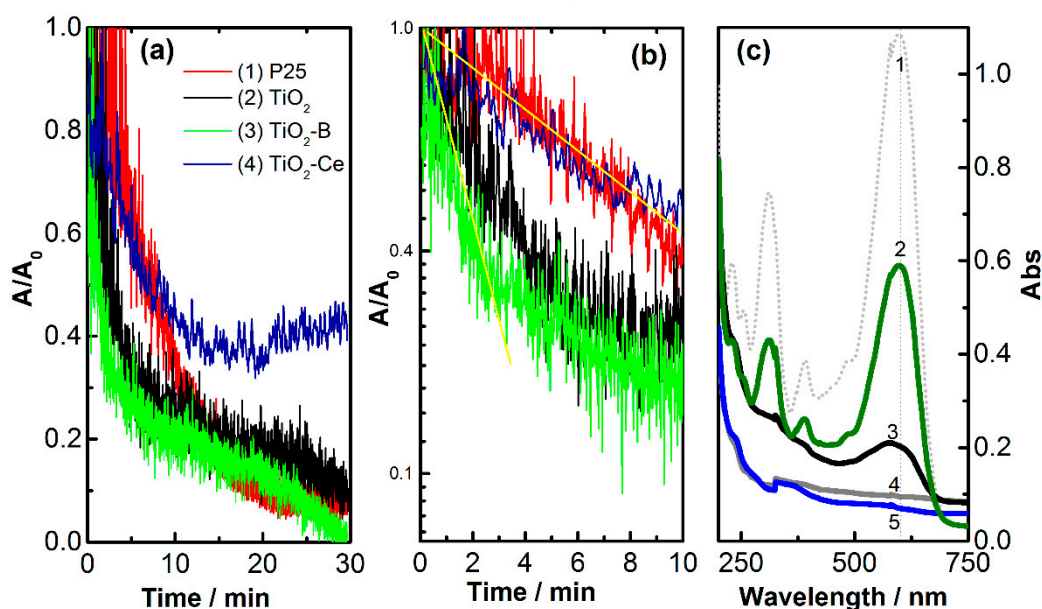 (a)
(1) P25
(2) TiO₂
(3) TiO₂-B
(4) TiO₂-Ce
A/A₀
1.0
0.8
0.6
0.4
0.2
0.0
0 10 20 30
Time / min
(b)
A/A₀
1.0
0.4
0.1
0 2 4 6 8 10
Time / min
(c)
1
2
3
4
5
1.0
0.8
0.6
0.4
0.2
0.0
Abs
250 500 750
Wavelength / nm